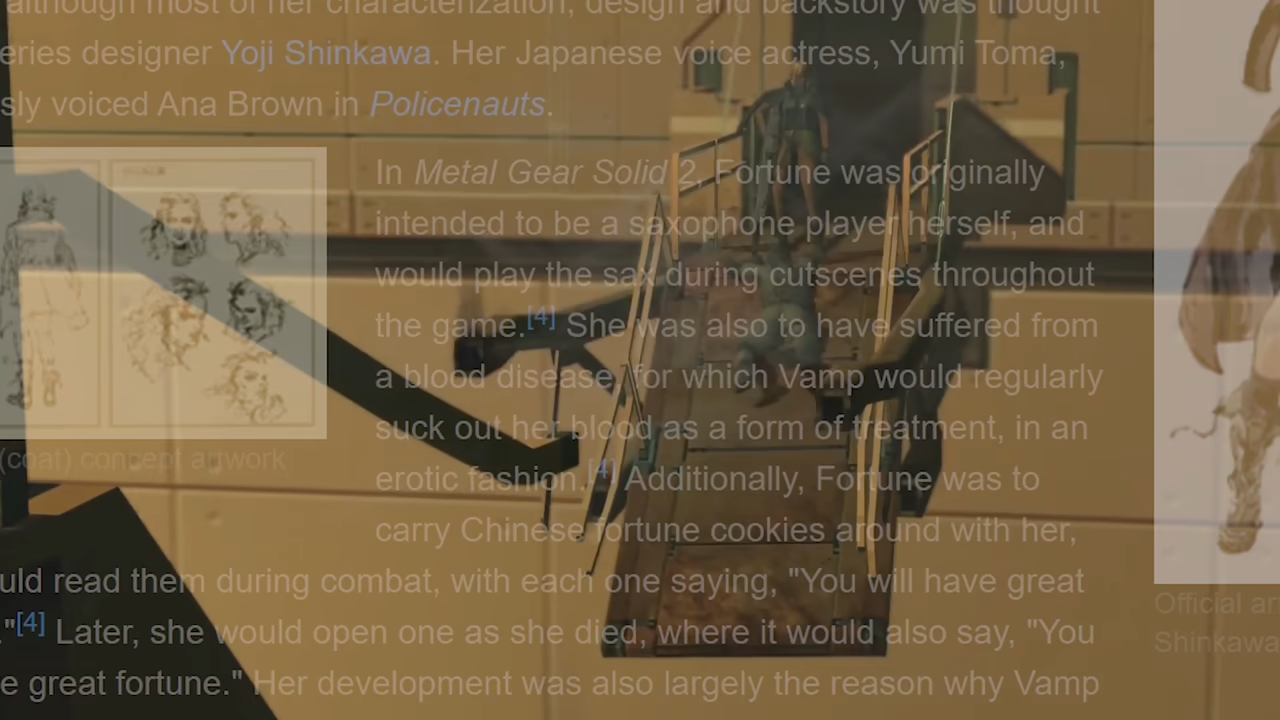 although most of her characterization, design and backstory was thought
eries designer Yoji Shinkawa. Her Japanese voice actress, Yumi Toma,
sly voiced Ana Brown in Policenauts.
In Metal Gear Solid 2, Fortune was originally
intended to be a saxophone player herself, and
would play the sax during cutscenes throughout
the game.[4] She was also to have suffered from
a blood disease, for which Vamp would regularly
suck out her blood as a form of treatment, in an
erotic fashion.[4] Additionally, Fortune was to
carry Chinese fortune cookies around with her,
(coat) concept artwork
uld read them during combat, with each one saying, "You will have great
."[4] Later, she would open one as she died, where it would also say, "You
e great fortune." Her development was also largely the reason why Vamp
Official ar
Shinkawa